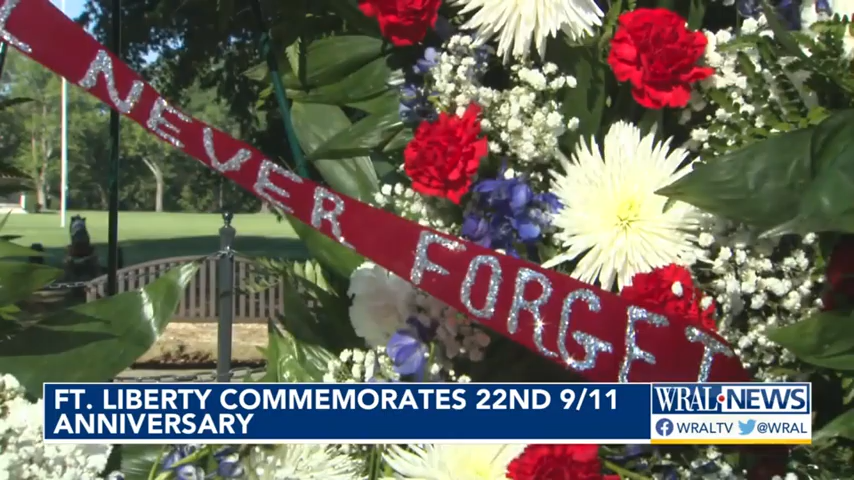 NEVER FORGET
FT. LIBERTY COMMEMORATES 22ND 9/11
ANNIVERSARY
WRAL NEWS
WRALTV @WRAL